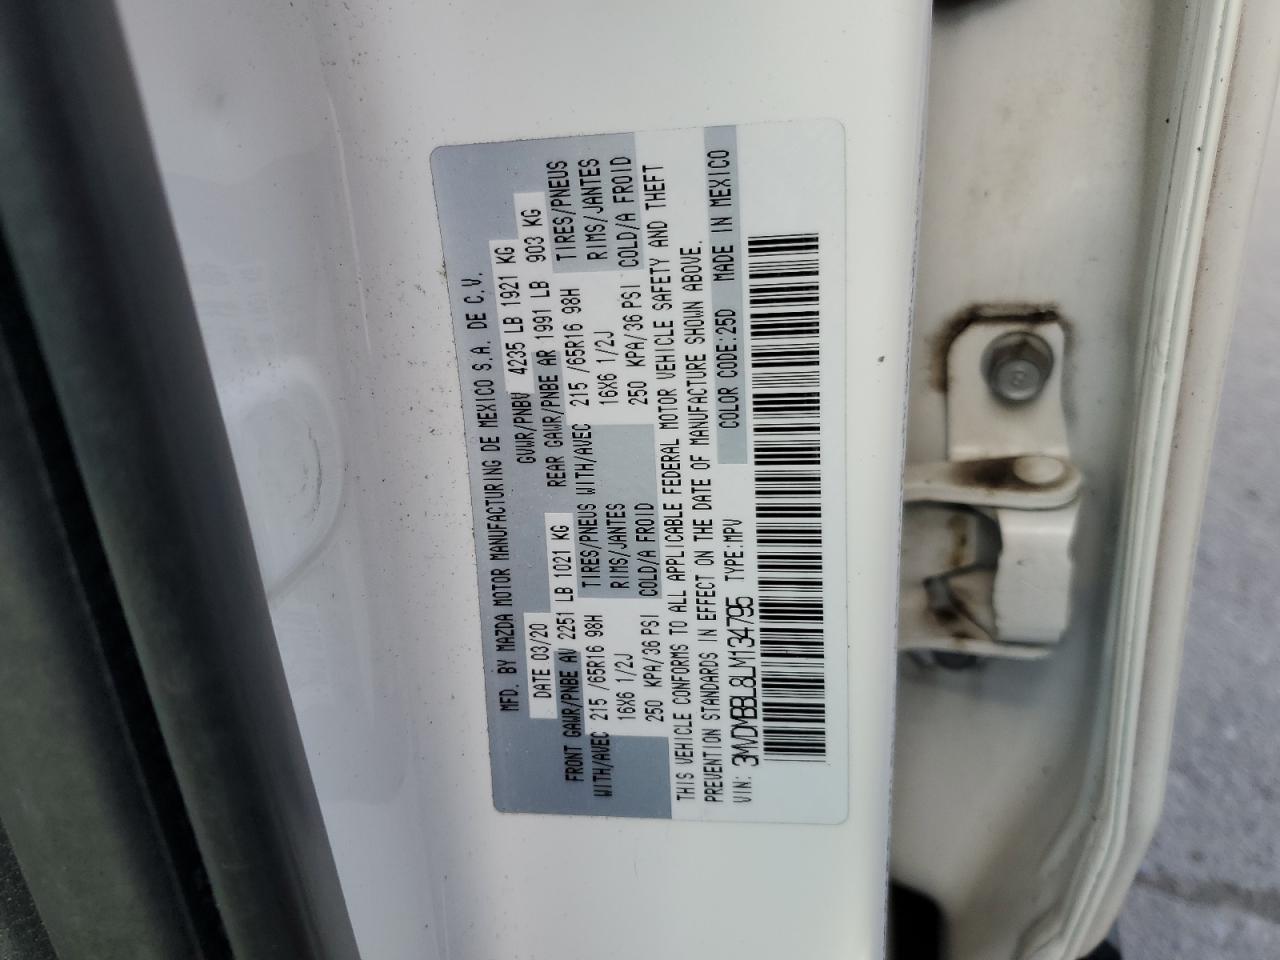 MFD. BY MAZDA MOTOR MANUFACTURING DE MEXICO S.A. DE C.V.
DATE 03/20 GVWR/PNBV 4235 LB 1921 KG
FRONT GAWR/PNBE AV 2251 LB 1021 KG REAR GAWR/PNBE AR 1991 LB 903 KG
WITH/AVEC 215 /65R16 98H TIRES/PNEUS WITH/AVEC 215 /65R16 98H TIRES/PNEUS
16X6 1/2J RIMS/JANTES 16X6 1/2J RIMS/JANTES
250 KPA/36 PSI COLD/A FROID 250 KPA/36 PSI COLD/A FROID
THIS VEHICLE CONFORMS TO ALL APPLICABLE FEDERAL MOTOR VEHICLE SAFETY AND THEFT
PREVENTION STANDARDS IN EFFECT ON THE DATE OF MANUFACTURE SHOWN ABOVE.
COLOR CODE:25D MADE IN MEXICO
VIN: 3MVDMBBL8LM134795 TYPE:MPV